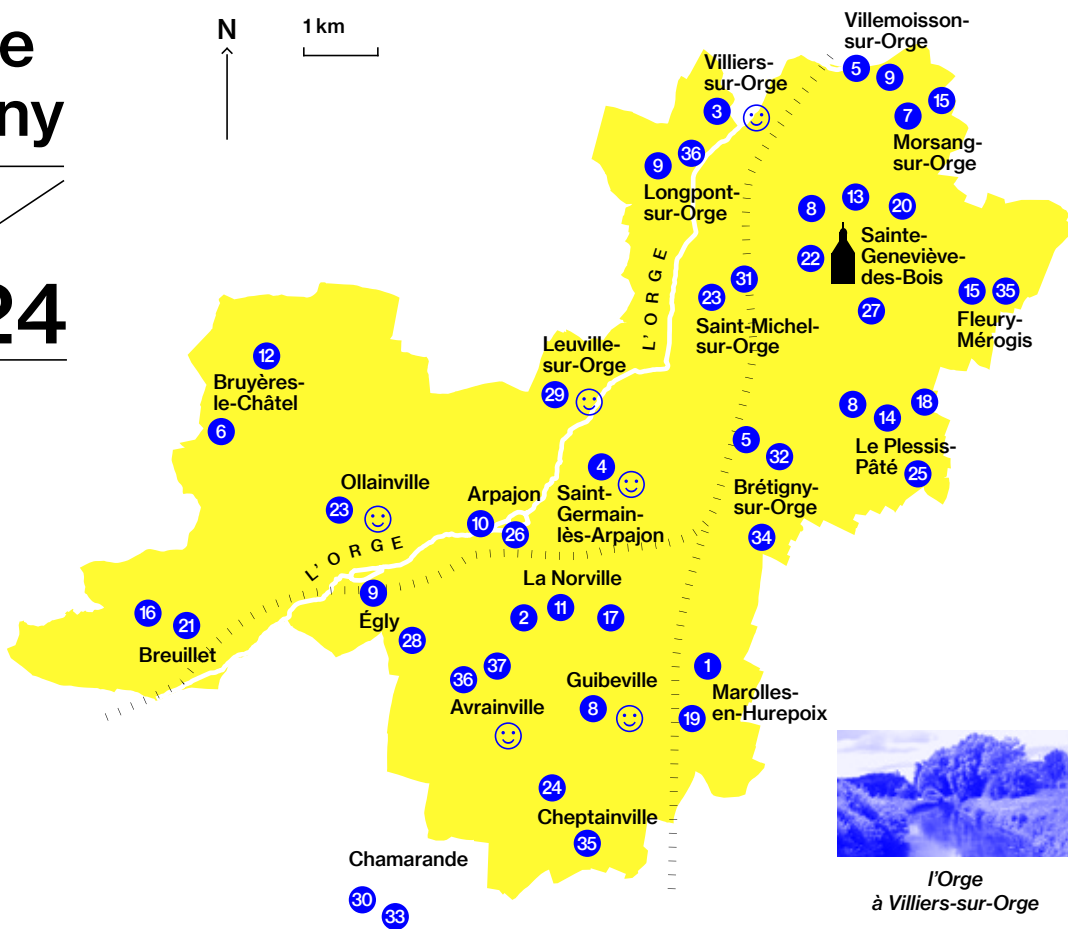 e
ny
24
N
1 km
Villemoisson-
sur-Orge
5
9
15
7
Morsang-
sur-Orge
Villiers-
sur-Orge
3
36
9
Longpont-
sur-Orge
8
13
20
22
Sainte-
Geneviève-
des-Bois
27
15
35
Fleury-
Mérogis
L'ORGE
31
23
Saint-Michel-
sur-Orge
12
Bruyères-
le-Châtel
6
Leuville-
sur-Orge
29
8
14
18
Le Plessis-
Pâté
25
5
32
Brétigny-
sur-Orge
34
4
Saint-
Germain-
lès-Arpajon
Ollainville
23
Arpajon
10
26
L'ORGE
9
Égly
28
16
21
Breuillet
La Norville
2
11
17
36
37
Avrainville
Guibeville
8
1
Marolles-
en-Hurepoix
19
24
Cheptainville
35
Chamarande
30
33
l'Orge
à Villiers-sur-Orge